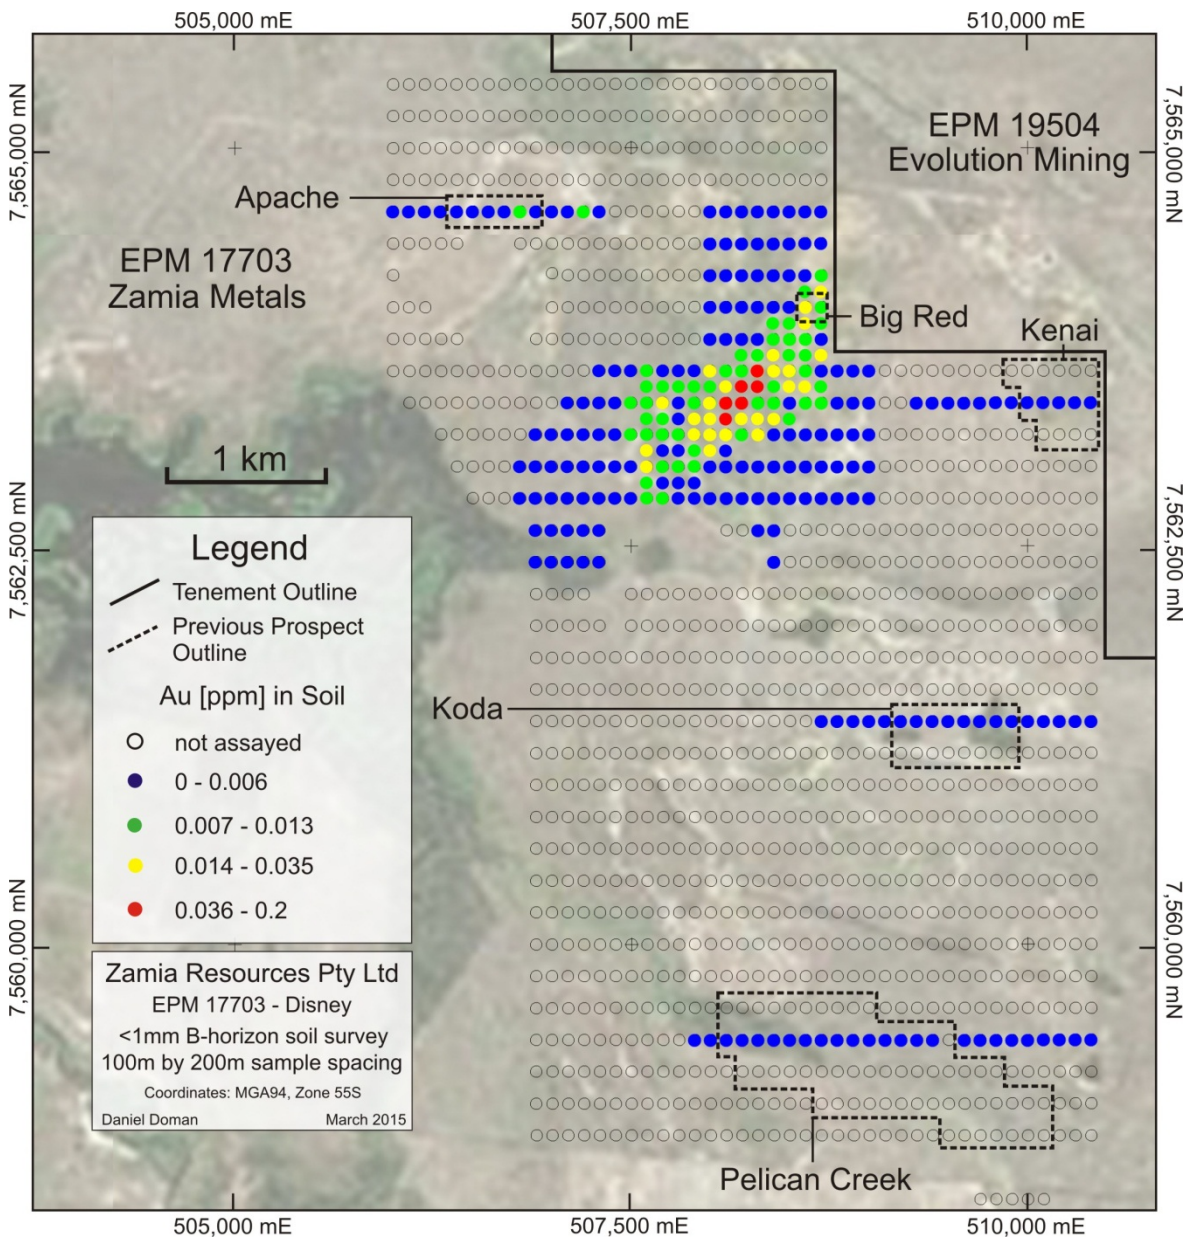 505,000 mE
507,500 mE
510,000 mE
7,565,000 mN
7,565,000 mN
EPM 19504
Evolution Mining
Apache
EPM 17703
Zamia Metals
Big Red
Kenai
1 km
7,562,500 mN
7,562,500 mN
Legend
Tenement Outline
Previous Prospect
Outline
Au [ppm] in Soil
not assayed
0 - 0.006
0.007 - 0.013
0.014 - 0.035
0.036 - 0.2
Koda
7,560,000 mN
7,560,000 mN
Zamia Resources Pty Ltd
EPM 17703 - Disney
<1mm B-horizon soil survey
100m by 200m sample spacing
Coordinates: MGA94, Zone 55S
Daniel Doman March 2015
Pelican Creek
505,000 mE
507,500 mE
510,000 mE